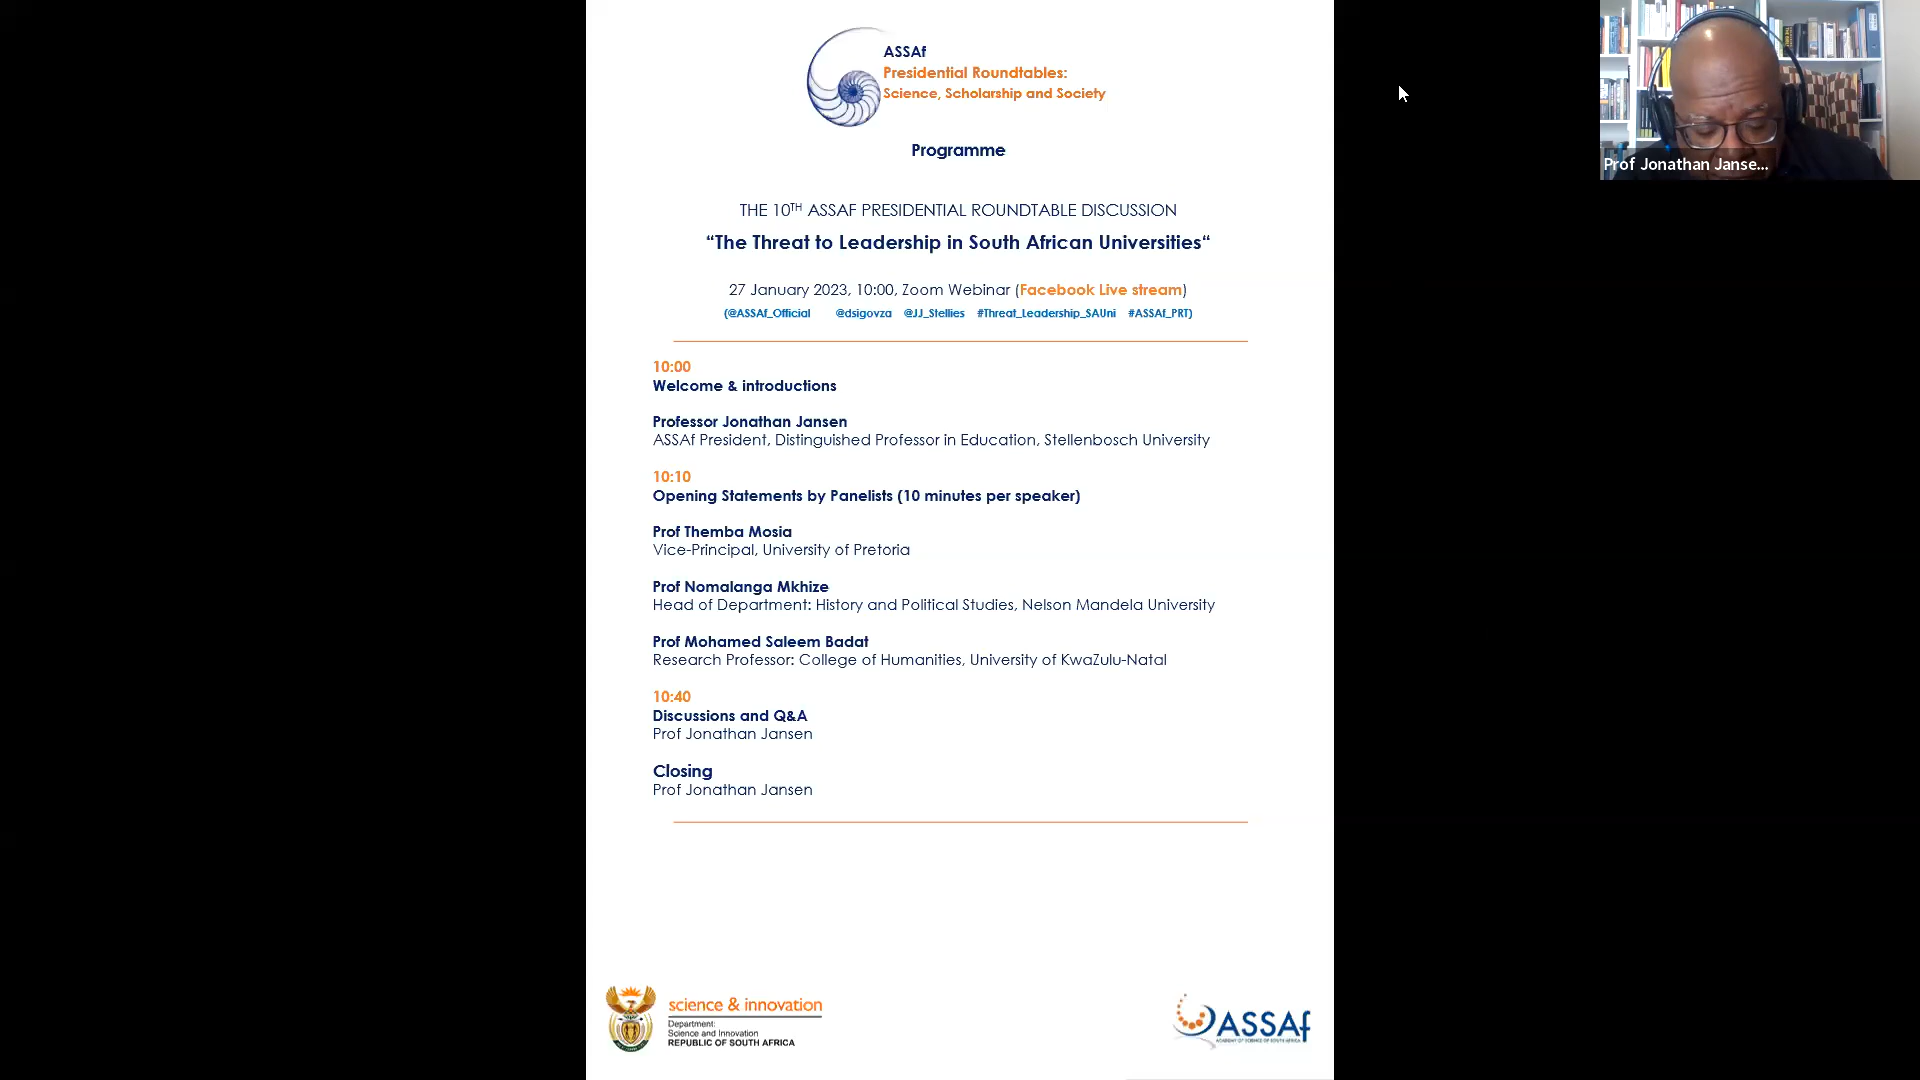 ASSAf
Presidential Roundtables:
Science, Scholarship and Society
Programme
THE 10TH ASSAF PRESIDENTIAL ROUNDTABLE DISCUSSION
“The Threat to Leadership in South African Universities“
27 January 2023, 10:00, Zoom Webinar (Facebook Live stream)
(@ASSAf_Official @dsigovza @JJ_Stellies #Threat_Leadership_SAUni #ASSAf_PRT)
10:00
Welcome & introductions
Professor Jonathan Jansen
ASSAf President, Distinguished Professor in Education, Stellenbosch University
10:10
Opening Statements by Panelists (10 minutes per speaker)
Prof Themba Mosia
Vice-Principal, University of Pretoria
Prof Nomalanga Mkhize
Head of Department: History and Political Studies, Nelson Mandela University
Prof Mohamed Saleem Badat
Research Professor: College of Humanities, University of KwaZulu-Natal
10:40
Discussions and Q&A
Prof Jonathan Jansen
Closing
Prof Jonathan Jansen
science & innovation
Department:
Science and Innovation
REPUBLIC OF SOUTH AFRICA
ASSAf
ACADEMY OF SCIENCE OF SOUTH AFRICA
Prof Jonathan Janse...